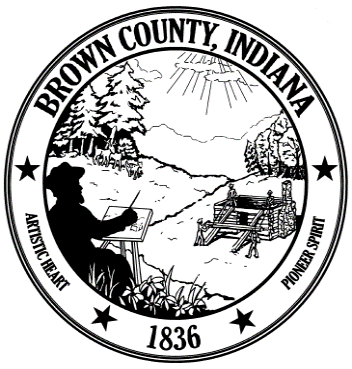 BROWN COUNTY, INDIANA
ARTISTIC HEART
PIONEER SPIRIT
1836